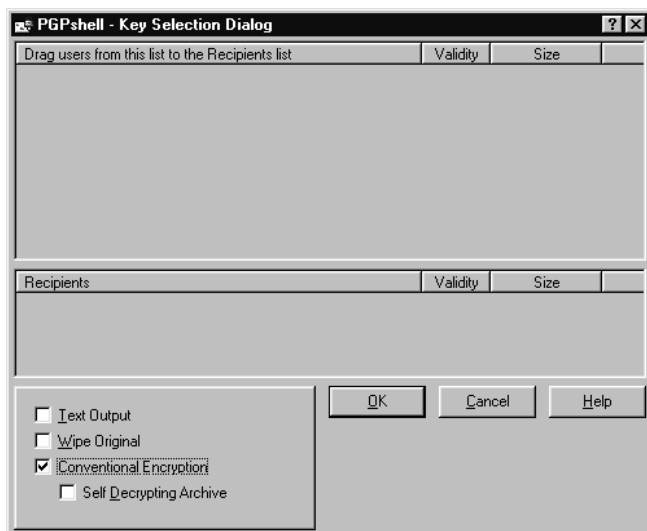 PGPshell - Key Selection Dialog
Drag users from this list to the Recipients list Validity Size
Recipients Validity Size
OK Cancel Help
Text Output
Wipe Original
Conventional Encryption
Self Decrypting Archive